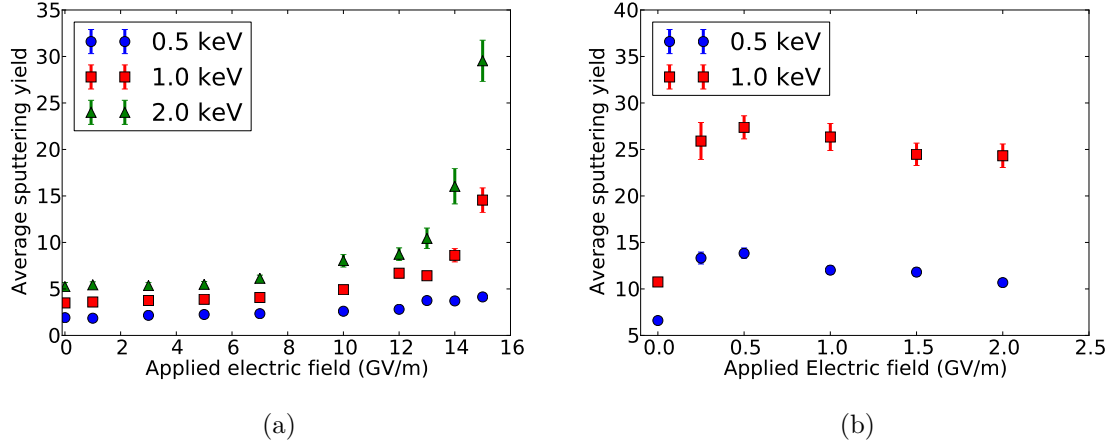 35
30
25
20
15
10
5
0
Average sputtering yield
0.5 keV
1.0 keV
2.0 keV
0 2 4 6 8 10 12 14 16
Applied electric field (GV/m)
(a)
40
35
30
25
20
15
10
5
Average sputtering yield
0.5 keV
1.0 keV
0.0 0.5 1.0 1.5 2.0 2.5
Applied Electric field (GV/m)
(b)